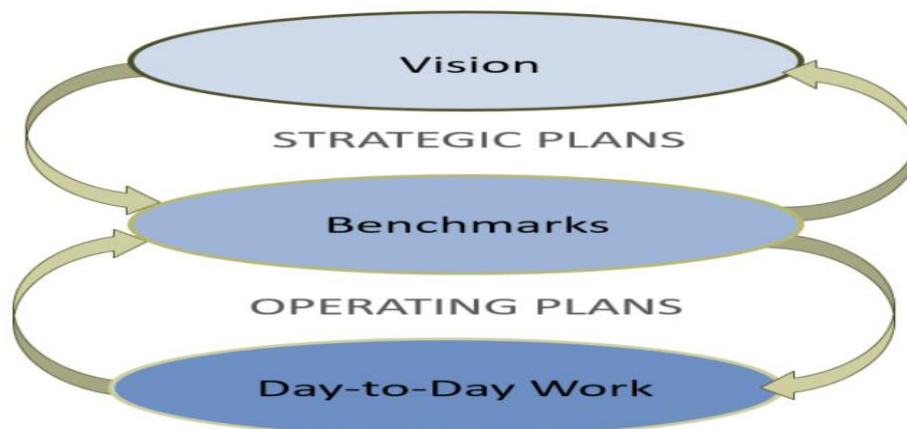 Vision
STRATEGIC PLANS
Benchmarks
OPERATING PLANS
Day-to-Day Work